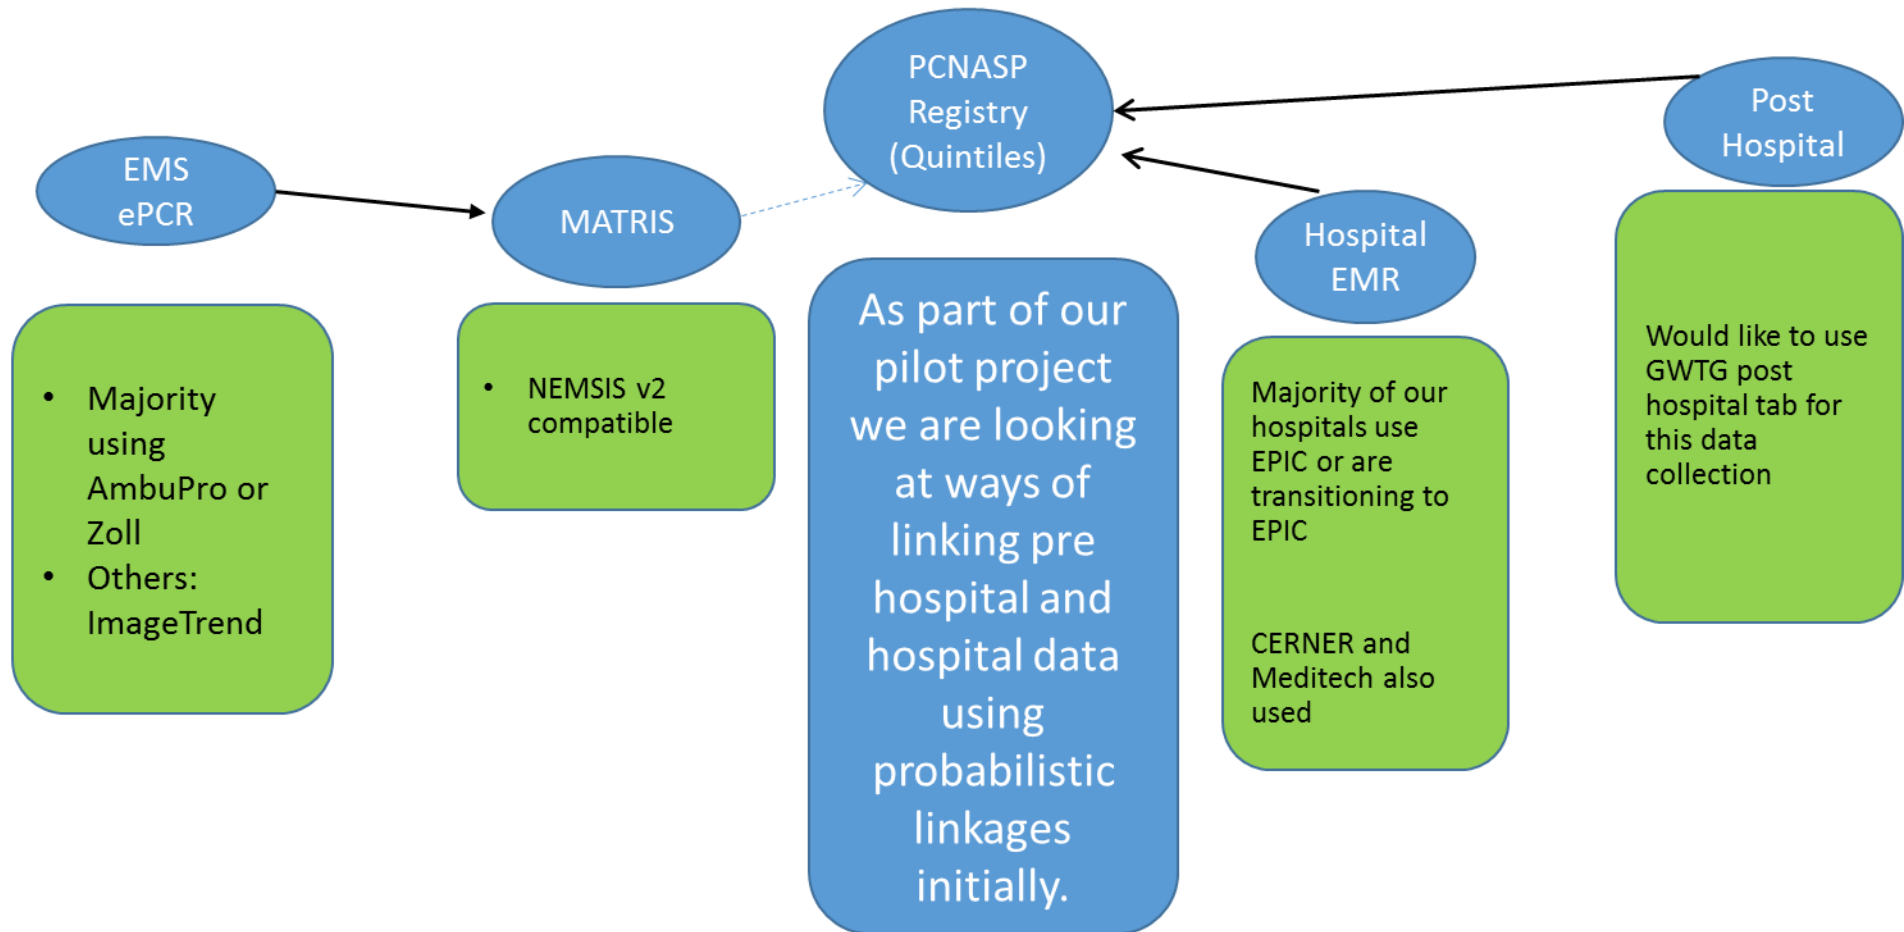 PCNASP
Registry
(Quintiles)
Post
Hospital
EMS
ePCR
MATRIS
Hospital
EMR
• Majority
using
AmbuPro or
Zoll
• Others:
ImageTrend
• NEMSIS v2
compatible
As part of our
pilot project
we are looking
at ways of
linking pre
hospital and
hospital data
using
probabilistic
linkages
initially.
Majority of our
hospitals use
EPIC or are
transitioning to
EPIC
CERNER and
Meditech also
used
Would like to use
GWTG post
hospital tab for
this data
collection